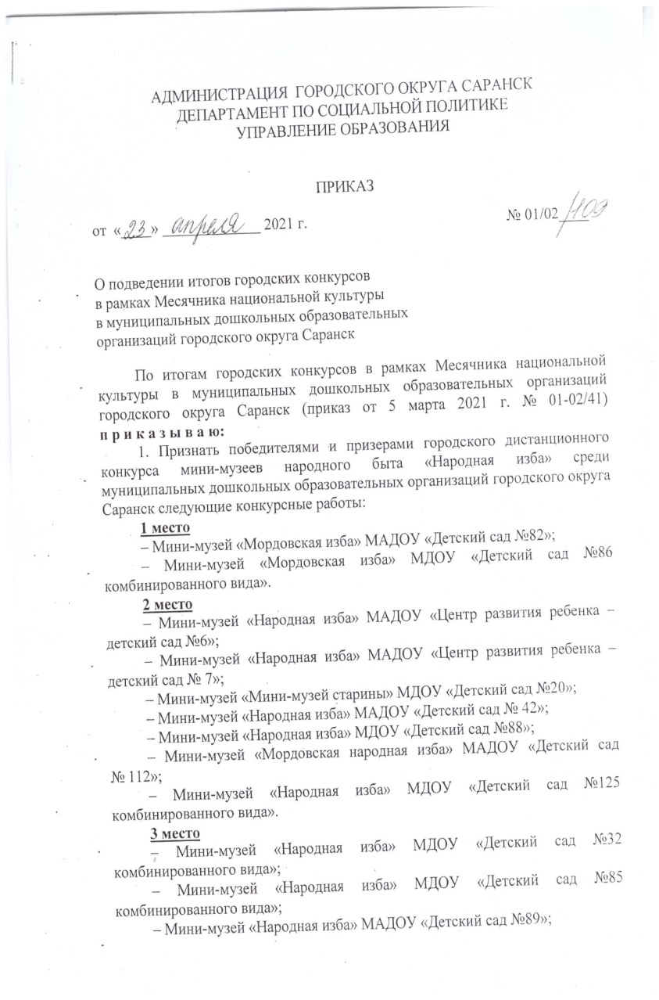 АДМИНИСТРАЦИЯ ГОРОДСКОГО ОКРУГА САРАНСК
ДЕПАРТАМЕНТ ПО СОЦИАЛЬНОЙ ПОЛИТИКЕ
УПРАВЛЕНИЕ ОБРАЗОВАНИЯ
ПРИКАЗ
от «23» апреля 2021 г. № 01/02 /109
О подведении итогов городских конкурсов
в рамках Месячника национальной культуры
в муниципальных дошкольных образовательных
организаций городского округа Саранск
По итогам городских конкурсов в рамках Месячника национальной
культуры в муниципальных дошкольных образовательных организаций
городского округа Саранск (приказ от 5 марта 2021 г. № 01-02/41)
п р и к а з ы в а ю:
1. Признать победителями и призерами городского дистанционного
конкурса мини-музеев народного быта «Народная изба» среди
муниципальных дошкольных образовательных организаций городского округа
Саранск следующие конкурсные работы:
1 место
– Мини-музей «Мордовская изба» МАДОУ «Детский сад №82»;
– Мини-музей «Мордовская изба» МДОУ «Детский сад №86
комбинированного вида».
2 место
– Мини-музей «Народная изба» МАДОУ «Центр развития ребенка –
детский сад №6»;
– Мини-музей «Народная изба» МАДОУ «Центр развития ребенка –
детский сад № 7»;
– Мини-музей «Мини-музей старины» МДОУ «Детский сад №20»;
– Мини-музей «Народная изба» МАДОУ «Детский сад № 42»;
– Мини-музей «Народная изба» МДОУ «Детский сад №88»;
– Мини-музей «Мордовская народная изба» МАДОУ «Детский сад
№ 112»;
– Мини-музей «Народная изба» МДОУ «Детский сад №125
комбинированного вида».
3 место
– Мини-музей «Народная изба» МДОУ «Детский сад №32
комбинированного вида»;
– Мини-музей «Народная изба» МДОУ «Детский сад №85
комбинированного вида»;
– Мини-музей «Народная изба» МАДОУ «Детский сад №89»;